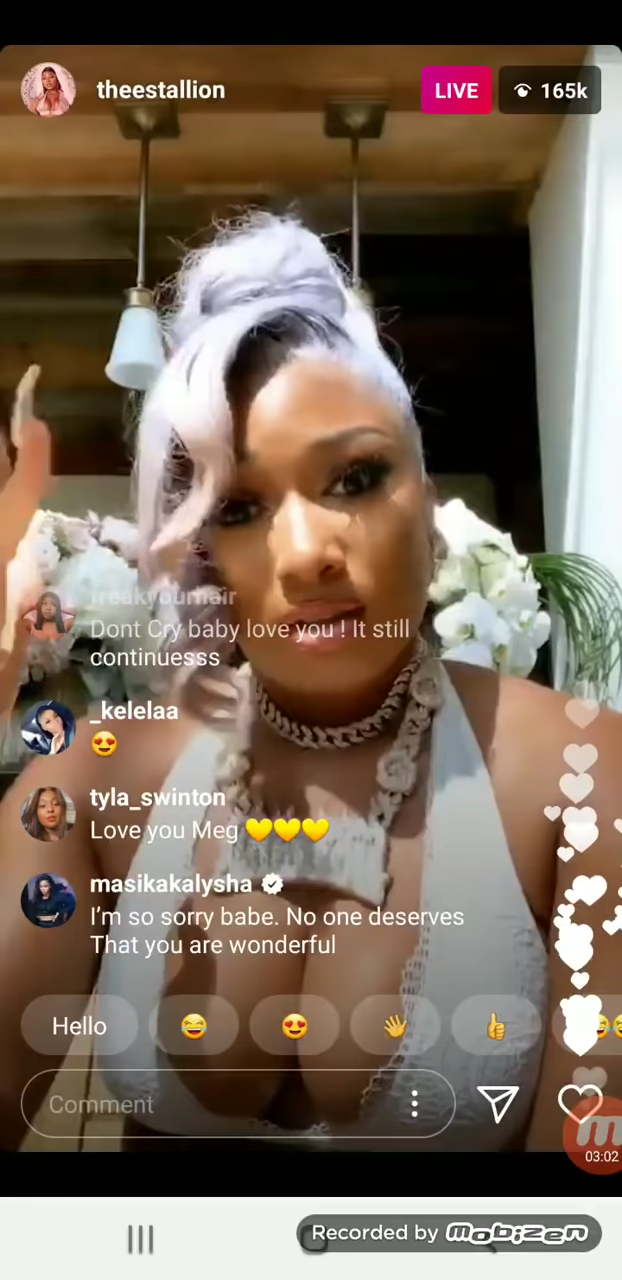 theestallion
LIVE
165k
freakyourhair
Dont Cry baby love you ! It still
continuesss
_kelelaa
😍
tyla_swinton
Love you Meg 💛💛💛
masikakalysha
I'm so sorry babe. No one deserves
That you are wonderful
Hello 😂 😍 👋 👍 😂
Comment
03:02
Recorded by mobizen